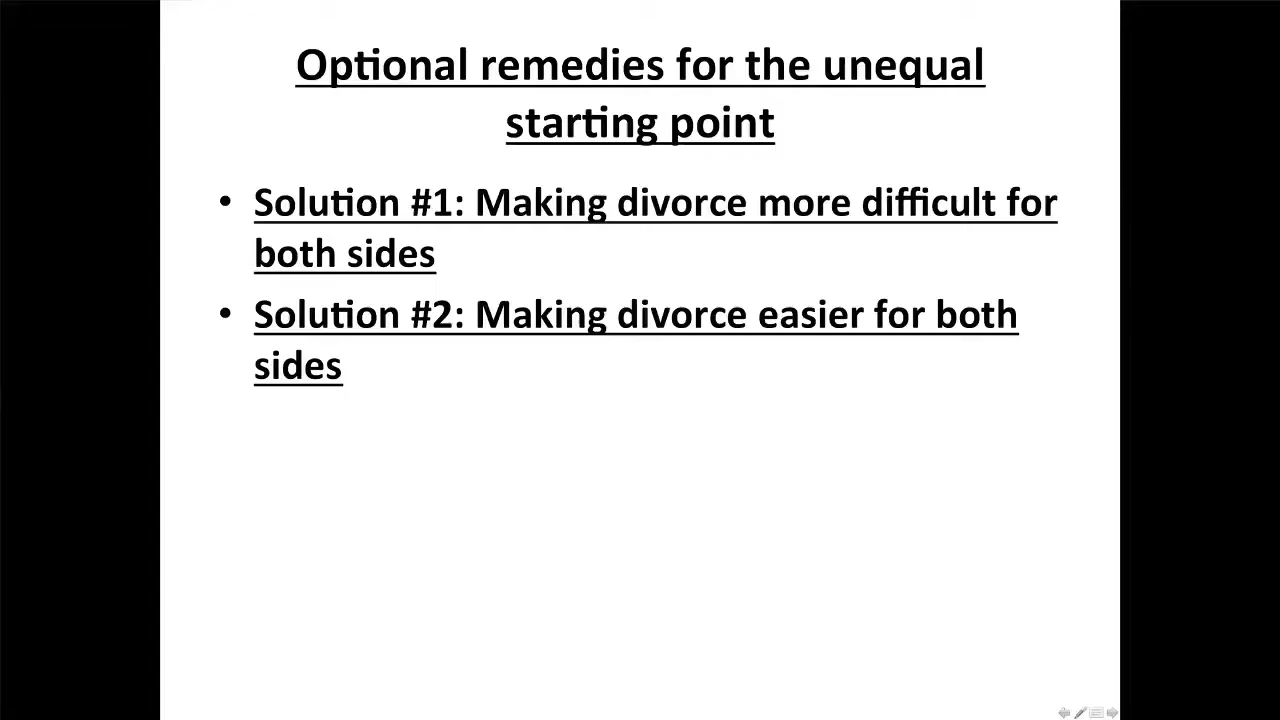 Optional remedies for the unequal
starting point
• Solution #1: Making divorce more difficult for
both sides
• Solution #2: Making divorce easier for both
sides